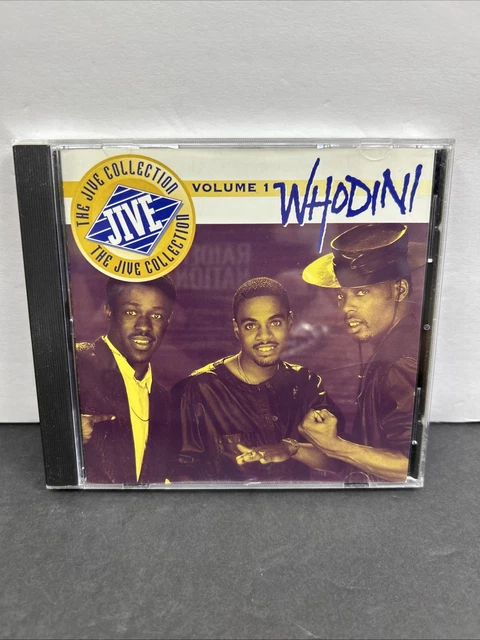 THE JIVE COLLECTION
JIVE
THE JIVE COLLECTION
VOLUME 1
WHODINI